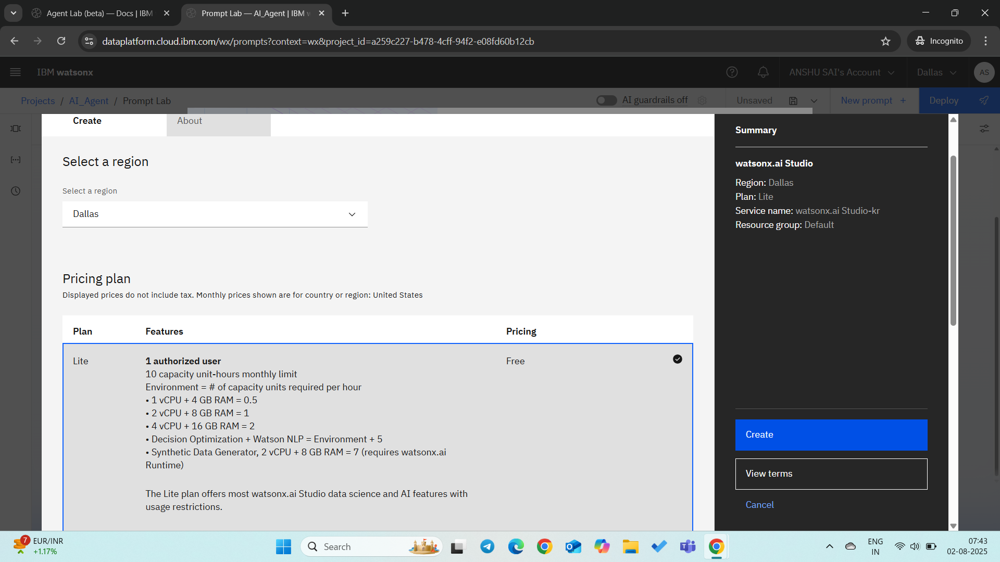 Agent Lab (beta) — Docs | IBM
Prompt Lab — AI_Agent | IBM w
dataplatform.cloud.ibm.com/wx/prompts?context=wx&project_id=a259c227-b478-4cff-94f2-e08fd60b12cb
Incognito
IBM watsonx
ANSHU SAI's Account
Dallas
AS
Projects / AI_Agent / Prompt Lab
AI guardrails off
Unsaved
New prompt +
Deploy
Create
About
Select a region
Select a region
Dallas
Pricing plan
Displayed prices do not include tax. Monthly prices shown are for country or region: United States
Plan
Features
Pricing
Lite
1 authorized user
Free
10 capacity unit-hours monthly limit
Environment = # of capacity units required per hour
• 1 vCPU + 4 GB RAM = 0.5
• 2 vCPU + 8 GB RAM = 1
• 4 vCPU + 16 GB RAM = 2
• Decision Optimization + Watson NLP = Environment + 5
• Synthetic Data Generator, 2 vCPU + 8 GB RAM = 7 (requires watsonx.ai
Runtime)
The Lite plan offers most watsonx.ai Studio data science and AI features with
usage restrictions.
Summary
watsonx.ai Studio
Region: Dallas
Plan: Lite
Service name: watsonx.ai Studio-kr
Resource group: Default
Create
View terms
Cancel
7
EUR/INR
+1.17%
Search
ENG
IN
07:43
02-08-2025